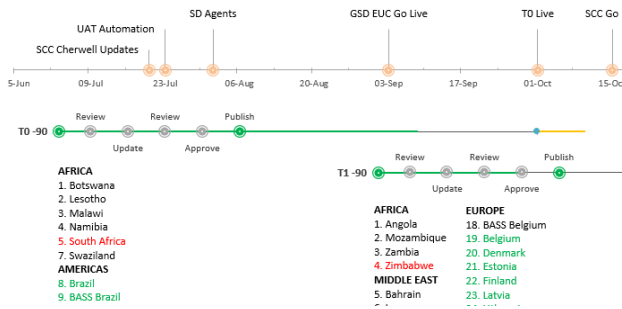 SD Agents
GSD EUC Go Live
T0 Live
SCC Go
UAT Automation
SCC Cherwell Updates
5-Jun
09-Jul
23-Jul
06-Aug
20-Aug
03-Sep
17-Sep
01-Oct
15-Oct
Review
Review
Publish
T0 -90
Update
Approve
Review
Review
Publish
T1 -90
Update
Approve
AFRICA
1. Botswana
2. Lesotho
3. Malawi
4. Namibia
5. South Africa
7. Swaziland
AMERICAS
8. Brazil
9. BASS Brazil
AFRICA
1. Angola
2. Mozambique
3. Zambia
4. Zimbabwe
MIDDLE EAST
5. Bahrain
EUROPE
18. BASS Belgium
19. Belgium
20. Denmark
21. Estonia
22. Finland
23. Latvia